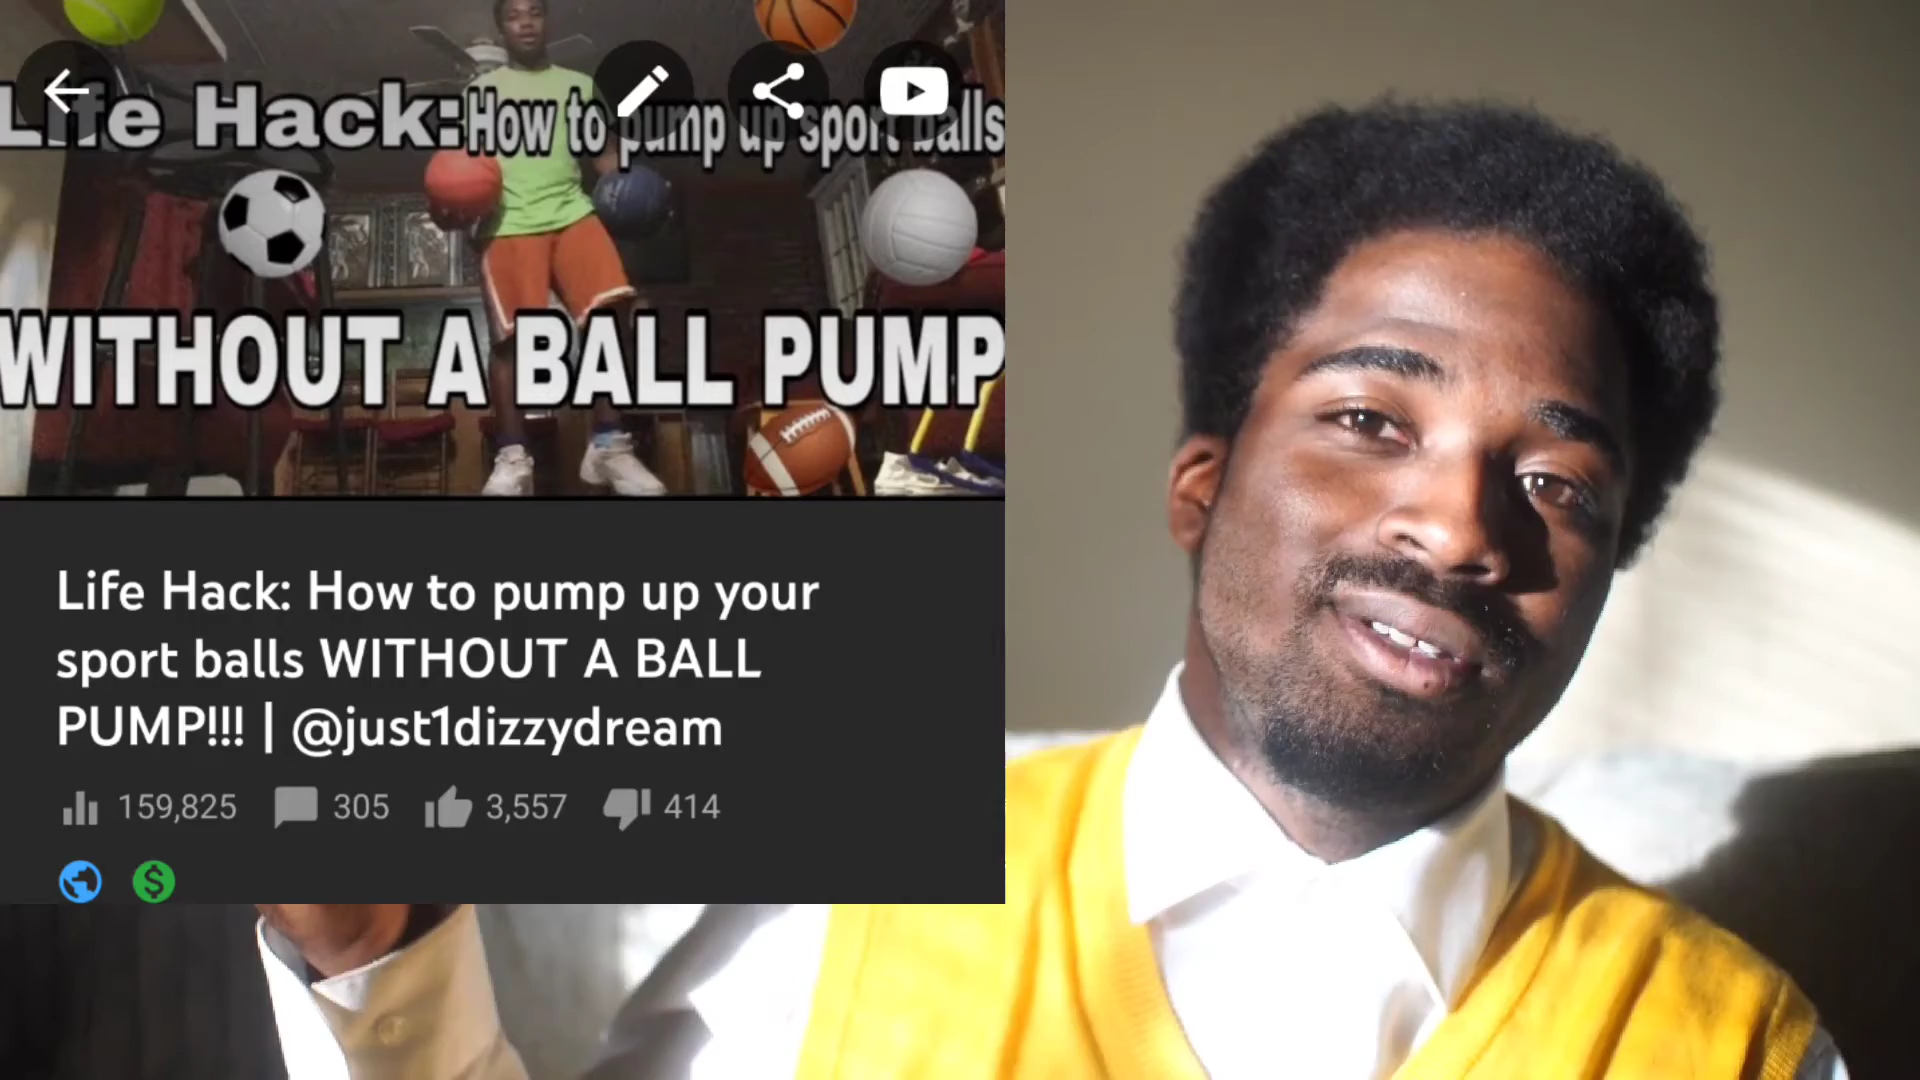 Life Hack: How to pump up sport balls
WITHOUT A BALL PUMP
Life Hack: How to pump up your
sport balls WITHOUT A BALL
PUMP!!! | @just1dizzydream
159,825 305 3,557 414